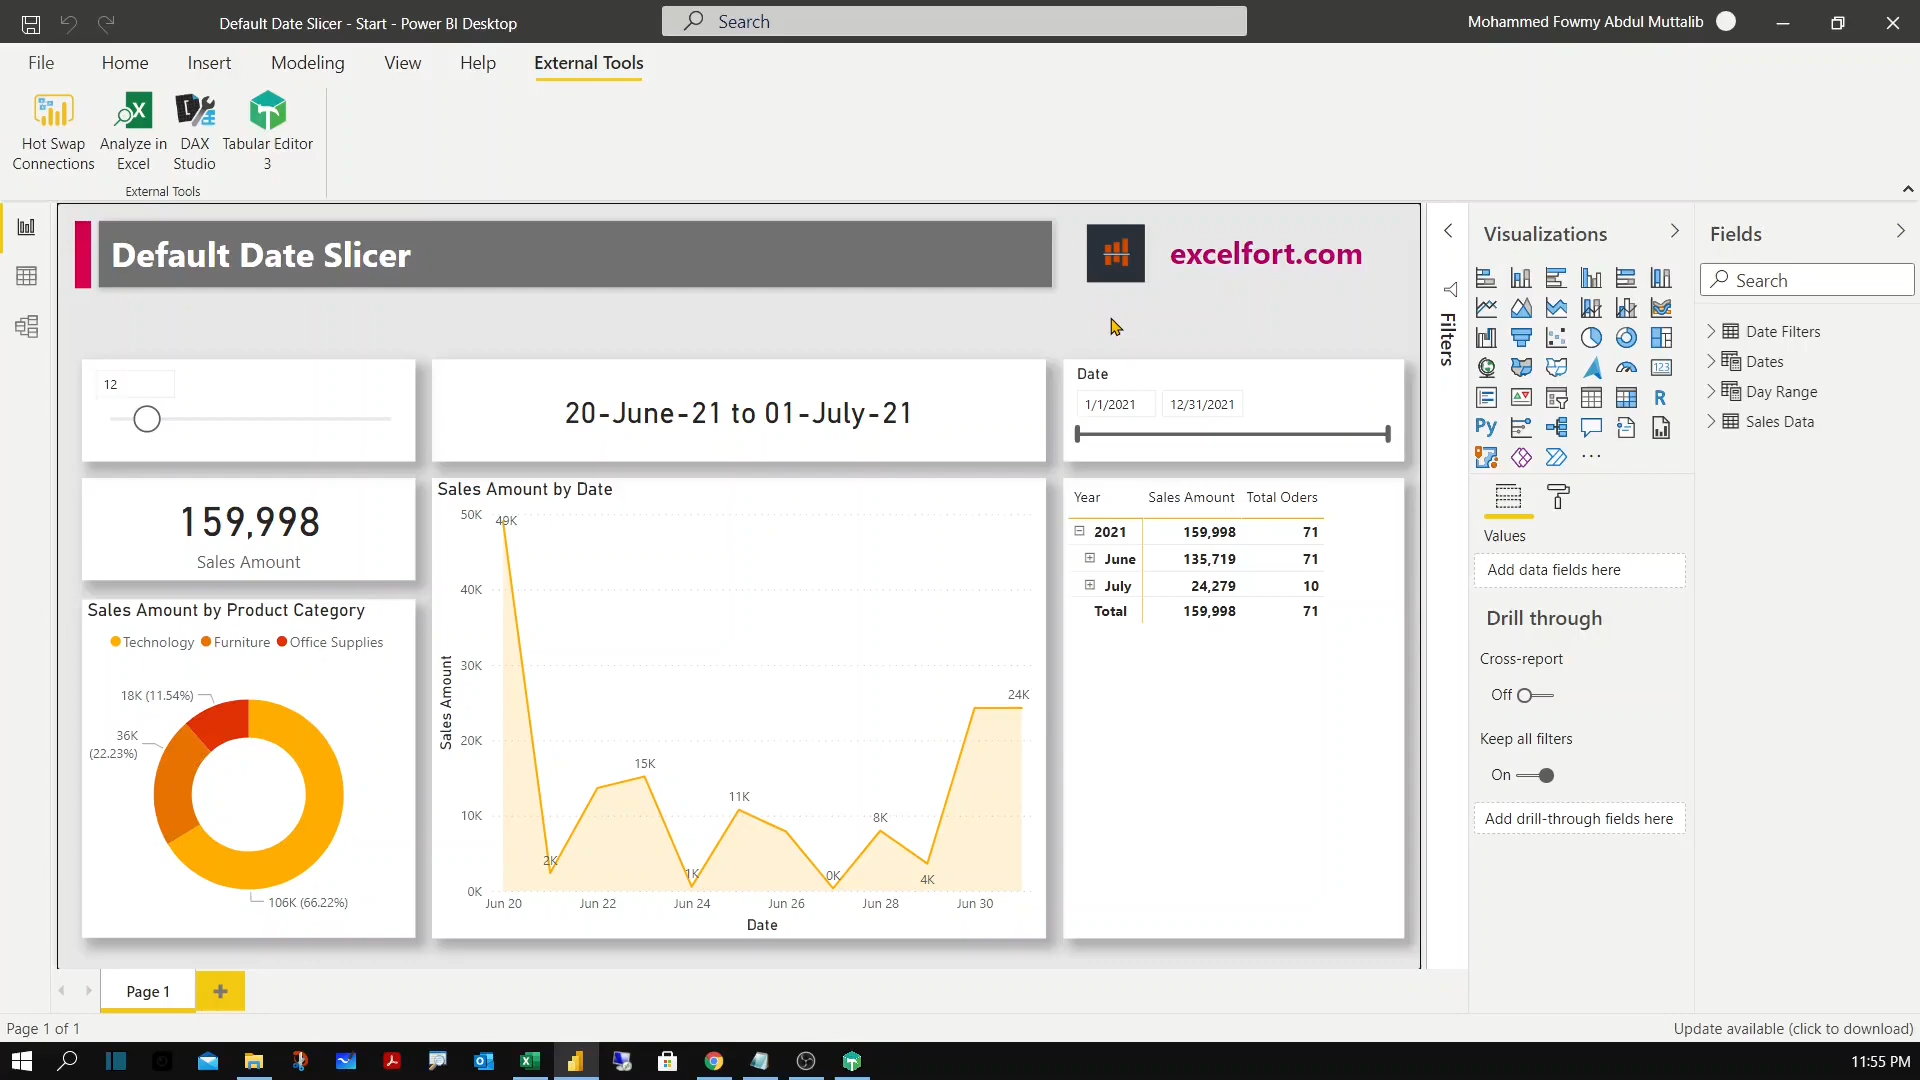 Default Date Slicer - Start - Power BI Desktop
Search
Mohammed Fowmy Abdul Muttalib
File
Home
Insert
Modeling
View
Help
External Tools
Hot Swap
Connections
Analyze in
Excel
DAX
Studio
Tabular Editor
3
External Tools
Default Date Slicer
excelfort.com
12
20-June-21 to 01-July-21
Date
1/1/2021
12/31/2021
159,998
Sales Amount
Sales Amount by Product Category
Technology
Furniture
Office Supplies
18K (11.54%)
36K
(22.23%)
106K (66.22%)
Sales Amount by Date
50K
40K
30K
20K
10K
0K
Sales Amount
49K
2K
15K
1K
11K
0K
8K
4K
24K
Jun 20
Jun 22
Jun 24
Jun 26
Jun 28
Jun 30
Date
Year Sales Amount Total Oders
2021 159,998 71
June 135,719 71
July 24,279 10
Total 159,998 71
Filters
Visualizations
R
Py
123
Values
Add data fields here
Drill through
Cross-report
Off
Keep all filters
On
Add drill-through fields here
Fields
Search
Date Filters
Dates
Day Range
Sales Data
Page 1
Page 1 of 1
Update available (click to download)
11:55 PM